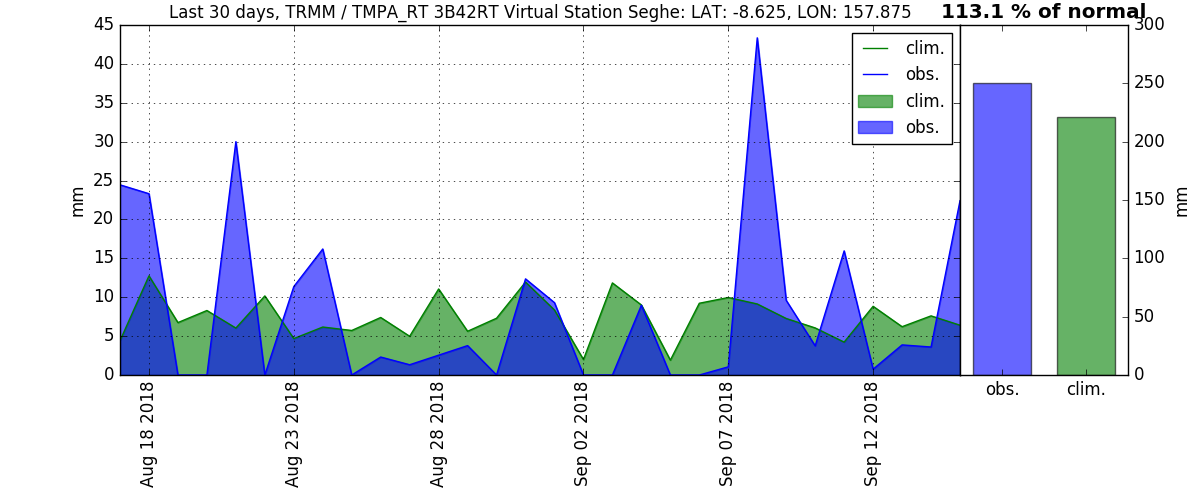 Last 30 days, TRMM / TMPA_RT 3B42RT Virtual Station Seghe: LAT: -8.625, LON: 157.875
113.1 % of normal
45
40
35
30
25
20
15
10
5
0
mm
clim.
obs.
clim.
obs.
Aug 18 2018
Aug 23 2018
Aug 28 2018
Sep 02 2018
Sep 07 2018
Sep 12 2018
300
250
200
150
100
50
0
mm
obs.
clim.